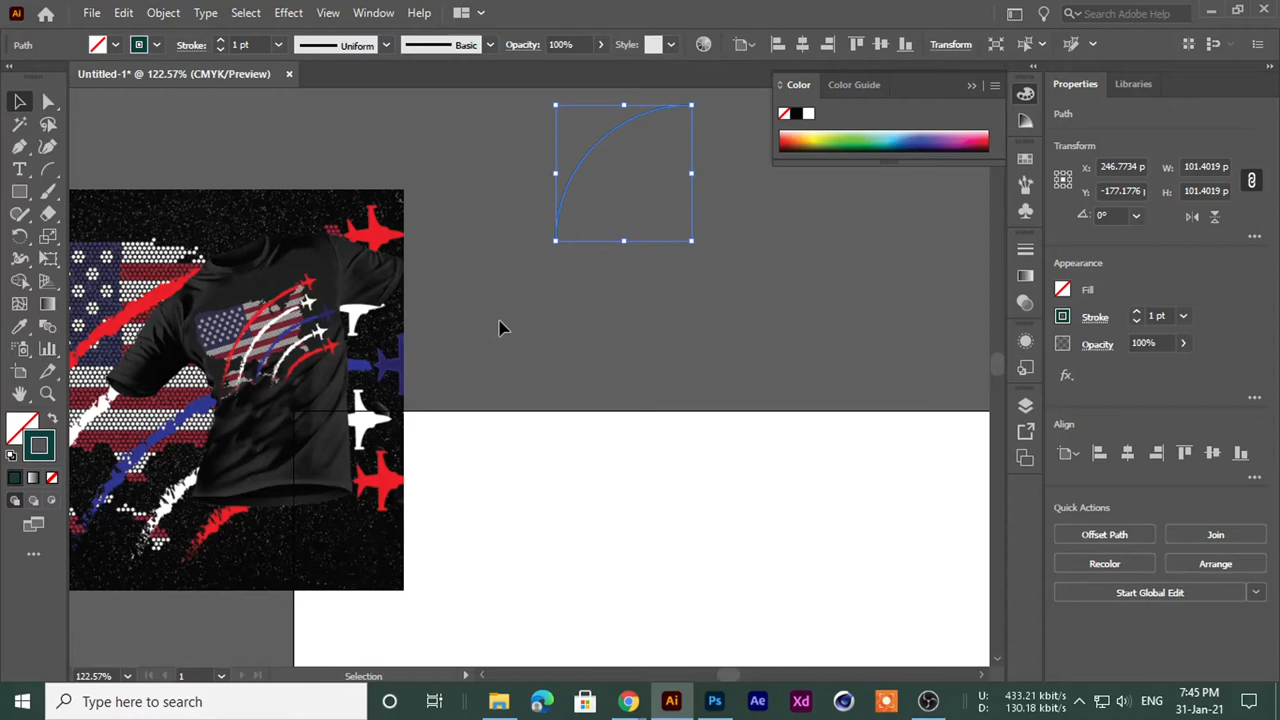 Ai
File
Edit
Object
Type
Select
Effect
View
Window
Help
Search Adobe Help
Path
Stroke:
1 pt
Uniform
Basic
Opacity:
100%
Style:
Transform
Untitled-1* @ 122.57% (CMYK/Preview)
Color
Color Guide
Properties
Libraries
Path
Transform
X:
246.7734 p
W:
101.4019 p
Y:
-177.1776 p
H:
101.4019 p
0°
Appearance
Fill
Stroke
1 pt
Opacity
100%
fx.
Align
Quick Actions
Offset Path
Join
Recolor
Arrange
Start Global Edit
122.57%
1
Selection
Type here to search
Ai
Ps
Ae
Xd
U:
433.21 kbit/s
D:
130.18 kbit/s
ENG
7:45 PM
31-Jan-21